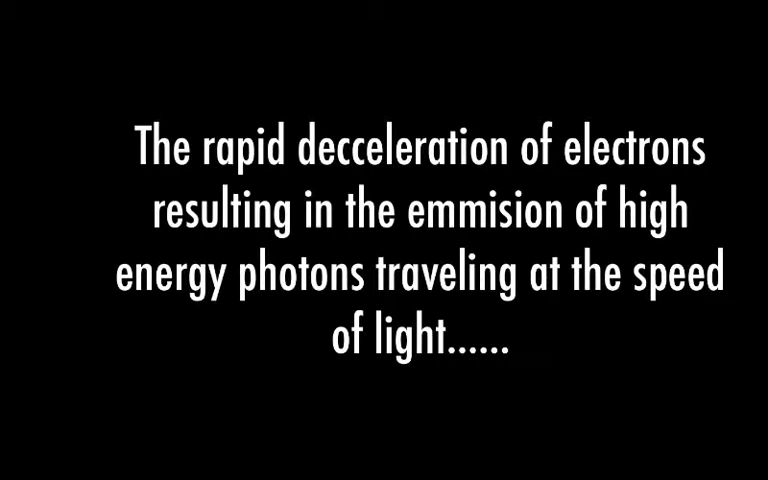 The rapid decceleration of electrons
resulting in the emmision of high
energy photons traveling at the speed
of light......